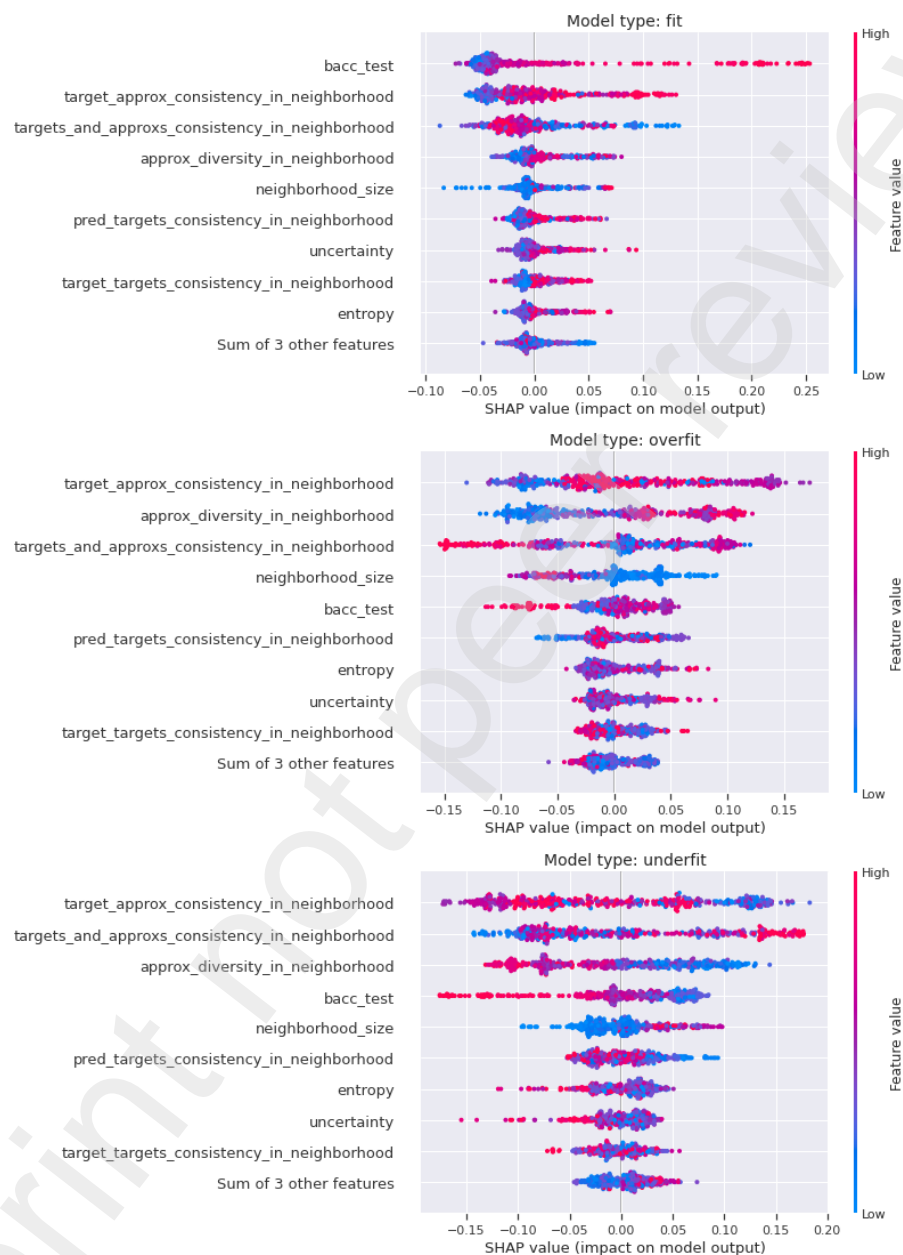 Model type: fit
High
bacc_test
target_approx_consistency_in_neighborhood
targets_and_approxs_consistency_in_neighborhood
approx_diversity_in_neighborhood
neighborhood_size
pred_targets_consistency_in_neighborhood
uncertainty
target_targets_consistency_in_neighborhood
entropy
Sum of 3 other features
Feature value
Low
−0.10 −0.05 0.00 0.05 0.10 0.15 0.20 0.25
SHAP value (impact on model output)
Model type: overfit
High
target_approx_consistency_in_neighborhood
approx_diversity_in_neighborhood
targets_and_approxs_consistency_in_neighborhood
neighborhood_size
bacc_test
pred_targets_consistency_in_neighborhood
entropy
uncertainty
target_targets_consistency_in_neighborhood
Sum of 3 other features
Feature value
Low
−0.15 −0.10 −0.05 0.00 0.05 0.10 0.15
SHAP value (impact on model output)
Model type: underfit
High
target_approx_consistency_in_neighborhood
targets_and_approxs_consistency_in_neighborhood
approx_diversity_in_neighborhood
bacc_test
neighborhood_size
pred_targets_consistency_in_neighborhood
entropy
uncertainty
target_targets_consistency_in_neighborhood
Sum of 3 other features
Feature value
Low
−0.15 −0.10 −0.05 0.00 0.05 0.10 0.15 0.20
SHAP value (impact on model output)
rint not peer review